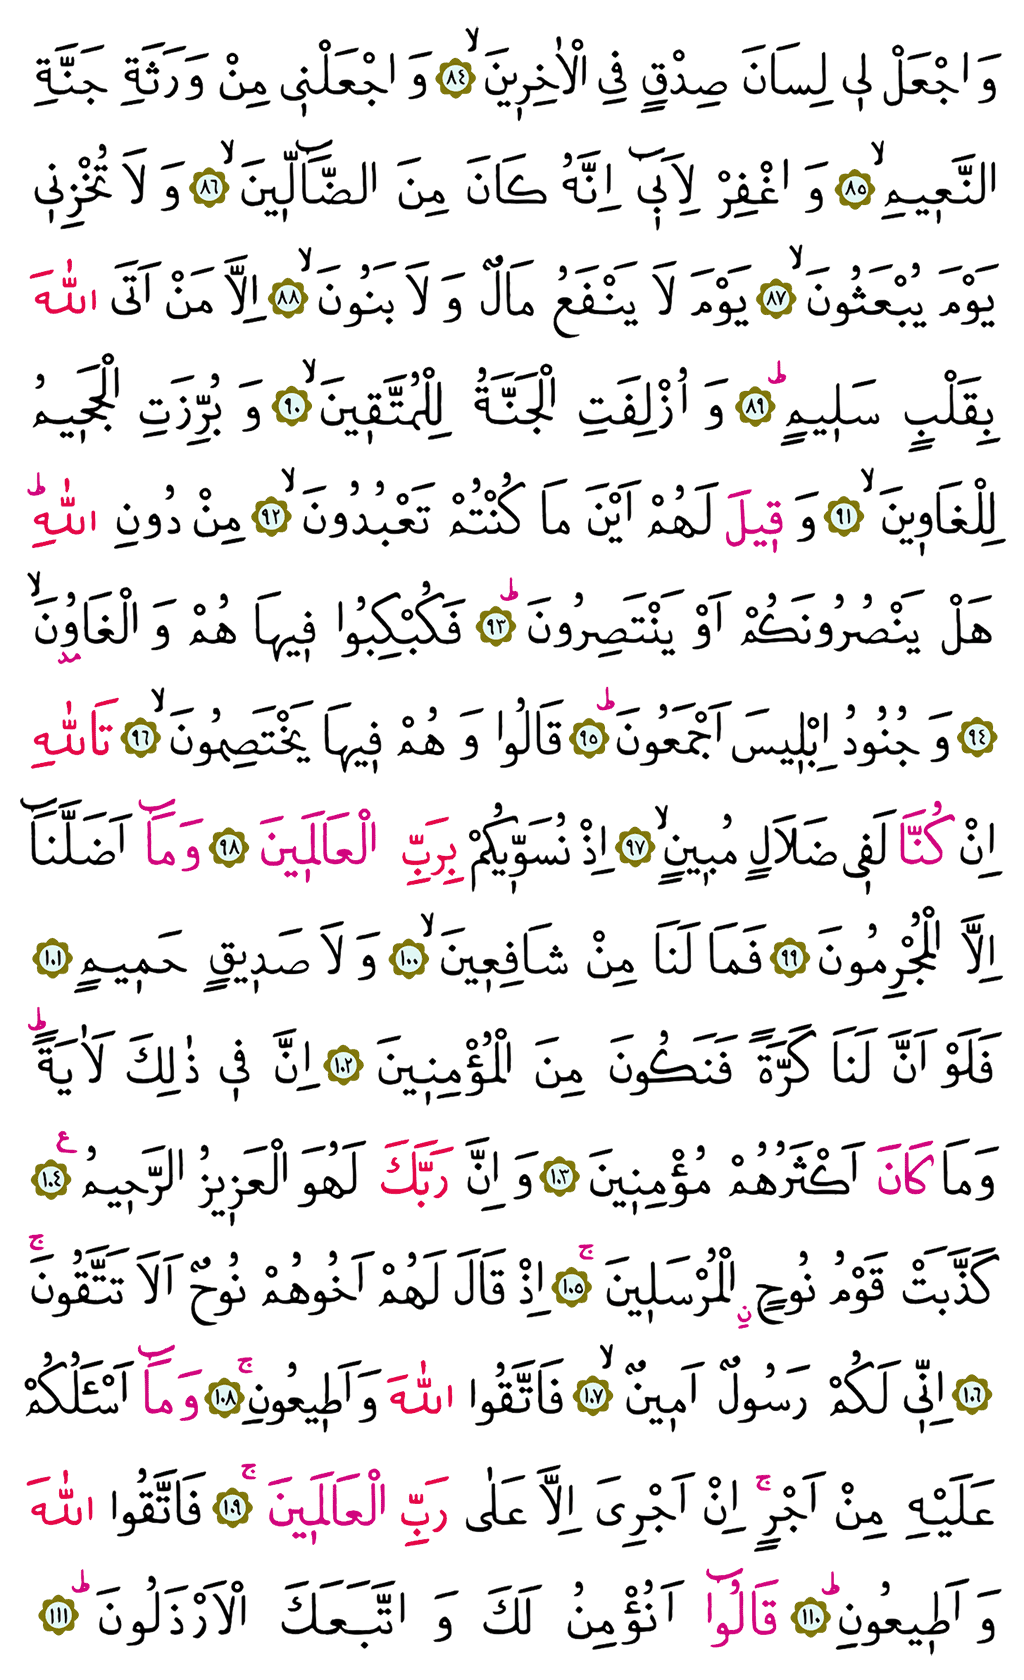 وَ اجْعَلْ لٖى لِسَانَ صِدْقٍ فِى الْاٰخِرٖينَۙ ﴿٨٤﴾ وَ اجْعَلْنٖى مِنْ وَرَثَةِ جَنَّةِ
النَّعٖيمِۙ ﴿٨٥﴾ وَ اغْفِرْ لِاَبٖٓى اِنَّهُ كَانَ مِنَ الضَّٓالّٖينَۙ ﴿٨٦﴾ وَ لَا تُخْزِنٖى
يَوْمَ يُبْعَثُونَۙ ﴿٨٧﴾ يَوْمَ لَا يَنْفَعُ مَالٌ وَ لَا بَنُونَۙ ﴿٨٨﴾ اِلَّا مَنْ اَتَى اللّٰهَ
بِقَلْبٍ سَلٖيمٍؕ ﴿٨٩﴾ وَ اُزْلِفَتِ الْجَنَّةُ لِلْمُتَّقٖينَۙ ﴿٩٠﴾ وَ بُرِّزَتِ الْجَحٖيمُ
لِلْغَاوٖينَۙ ﴿٩١﴾ وَ قٖيلَ لَهُمْ اَيْنَ مَا كُنْتُمْ تَعْبُدُونَۙ ﴿٩٢﴾ مِنْ دُونِ اللّٰهِؕ
هَلْ يَنْصُرُونَكُمْ اَوْ يَنْتَصِرُونَؕ ﴿٩٣﴾ فَكُبْكِبُوا فٖيهَا هُمْ وَ الْغَاوُنَۙ
﴿٩٤﴾ وَ جُنُودُ اِبْلٖيسَ اَجْمَعُونَؕ ﴿٩٥﴾ قَالُوا وَ هُمْ فٖيهَا يَخْتَصِمُونَۙ ﴿٩٦﴾ تَاللّٰهِ
اِنْ كُنَّا لَفٖى ضَلَالٍ مُبٖينٍۙ ﴿٩٧﴾ اِذْ نُسَوّٖيكُمْ بِرَبِّ الْعَالَمٖينَ ﴿٩٨﴾ وَمَٓا اَضَلَّنَٓا
اِلَّا الْمُجْرِمُونَ ﴿٩٩﴾ فَمَا لَنَا مِنْ شَافِعٖينَۙ ﴿١٠٠﴾ وَ لَا صَدٖيقٍ حَمٖيمٍ ﴿١٠١﴾
فَلَوْ اَنَّ لَنَا كَرَّةً فَنَكُونَ مِنَ الْمُؤْمِنٖينَ ﴿١٠٢﴾ اِنَّ فٖى ذٰلِكَ لَاٰيَةًؕ
وَمَا كَانَ اَكْثَرُهُمْ مُؤْمِنٖينَ ﴿١٠٣﴾ وَ اِنَّ رَبَّكَ لَهُوَ الْعَزٖيزُ الرَّحٖيمُ ع ﴿١٠٤﴾
كَذَّبَتْ قَوْمُ نُوحٍ نِ الْمُرْسَلٖينَۚ ﴿١٠٥﴾ اِذْ قَالَ لَهُمْ اَخُوهُمْ نُوحٌ اَلَا تَتَّقُونَۚ
﴿١٠٦﴾ اِنّٖى لَكُمْ رَسُولٌ اَمٖينٌۙ ﴿١٠٧﴾ فَاتَّقُوا اللّٰهَ وَ اَطٖيعُونِۚ ﴿١٠٨﴾ وَمَٓا اَسْـَٔلُكُمْ
عَلَيْهِ مِنْ اَجْرٍۚ اِنْ اَجْرِىَ اِلَّا عَلٰى رَبِّ الْعَالَمٖينَۚ ﴿١٠٩﴾ فَاتَّقُوا اللّٰهَ
وَ اَطٖيعُونِؕ ﴿١١٠﴾ قَالُٓوا اَنُؤْمِنُ لَكَ وَ اتَّبَعَكَ الْاَرْذَلُونَؕ ﴿١١١﴾